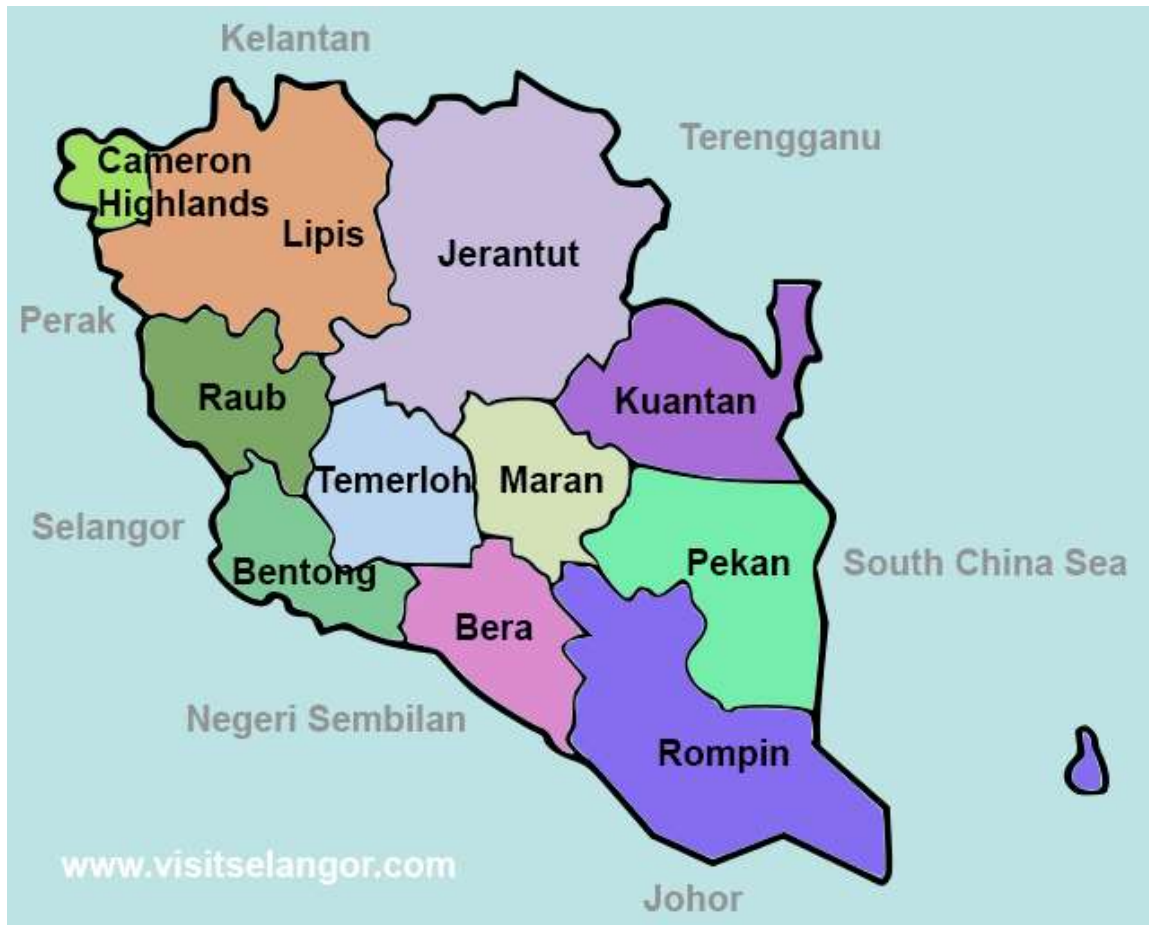 Kelantan
Terengganu
Cameron
Highlands
Lipis
Jerantut
Perak
Raub
Kuantan
Temerloh
Maran
Selangor
Bentong
Pekan
South China Sea
Bera
Negeri Sembilan
Rompin
www.visitselangor.com
Johor